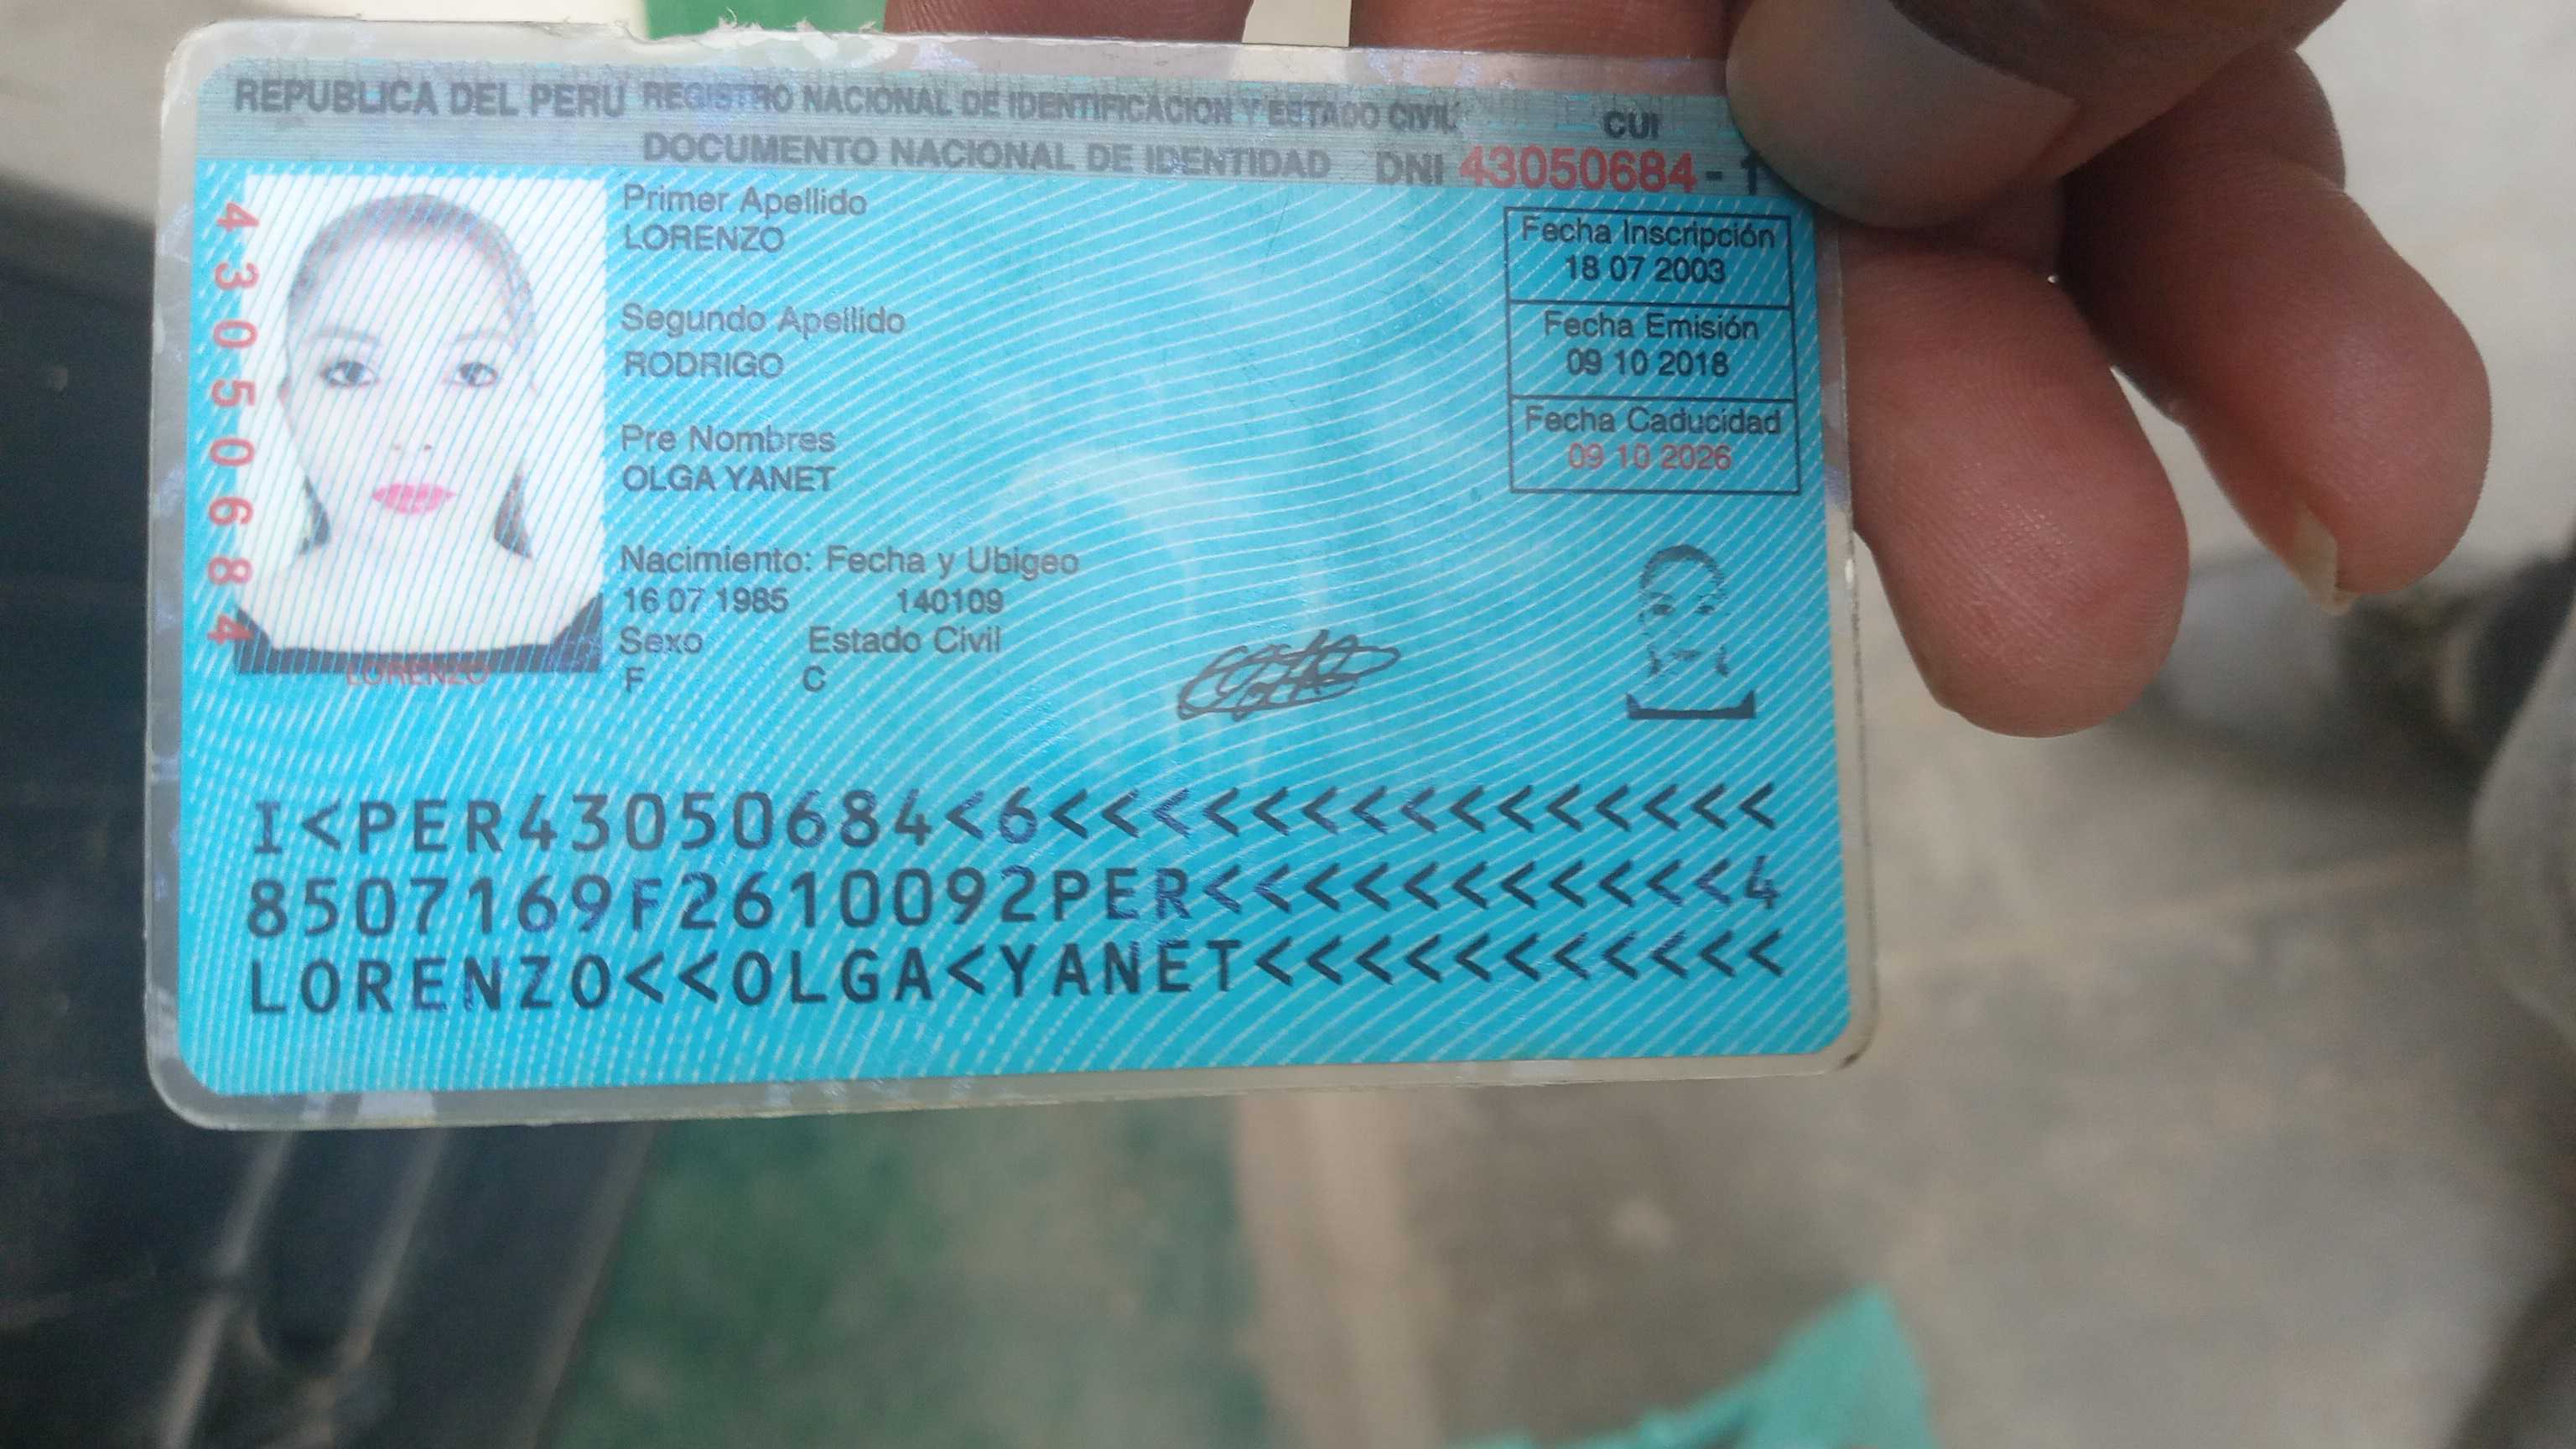 REPUBLICA DEL PERU REGISTRO NACIONAL DE IDENTIFICACION Y ESTADO CIVIL
CUI
DOCUMENTO NACIONAL DE IDENTIDAD DNI 43050684-1
43050684
Primer Apellido
LORENZO
Segundo Apellido
RODRIGO
Pre Nombres
OLGA YANET
Nacimiento: Fecha y Ubigeo
16 07 1985 140109
Sexo Estado Civil
F C
LORENZO
Fecha Inscripción
18 07 2003
Fecha Emisión
09 10 2018
Fecha Caducidad
09 10 2026
I<PER43050684<6<<<<<<<<<<<<<<<
8507169F2610092PER<<<<<<<<<<<4
LORENZO<<OLGA<YANET<<<<<<<<<<<